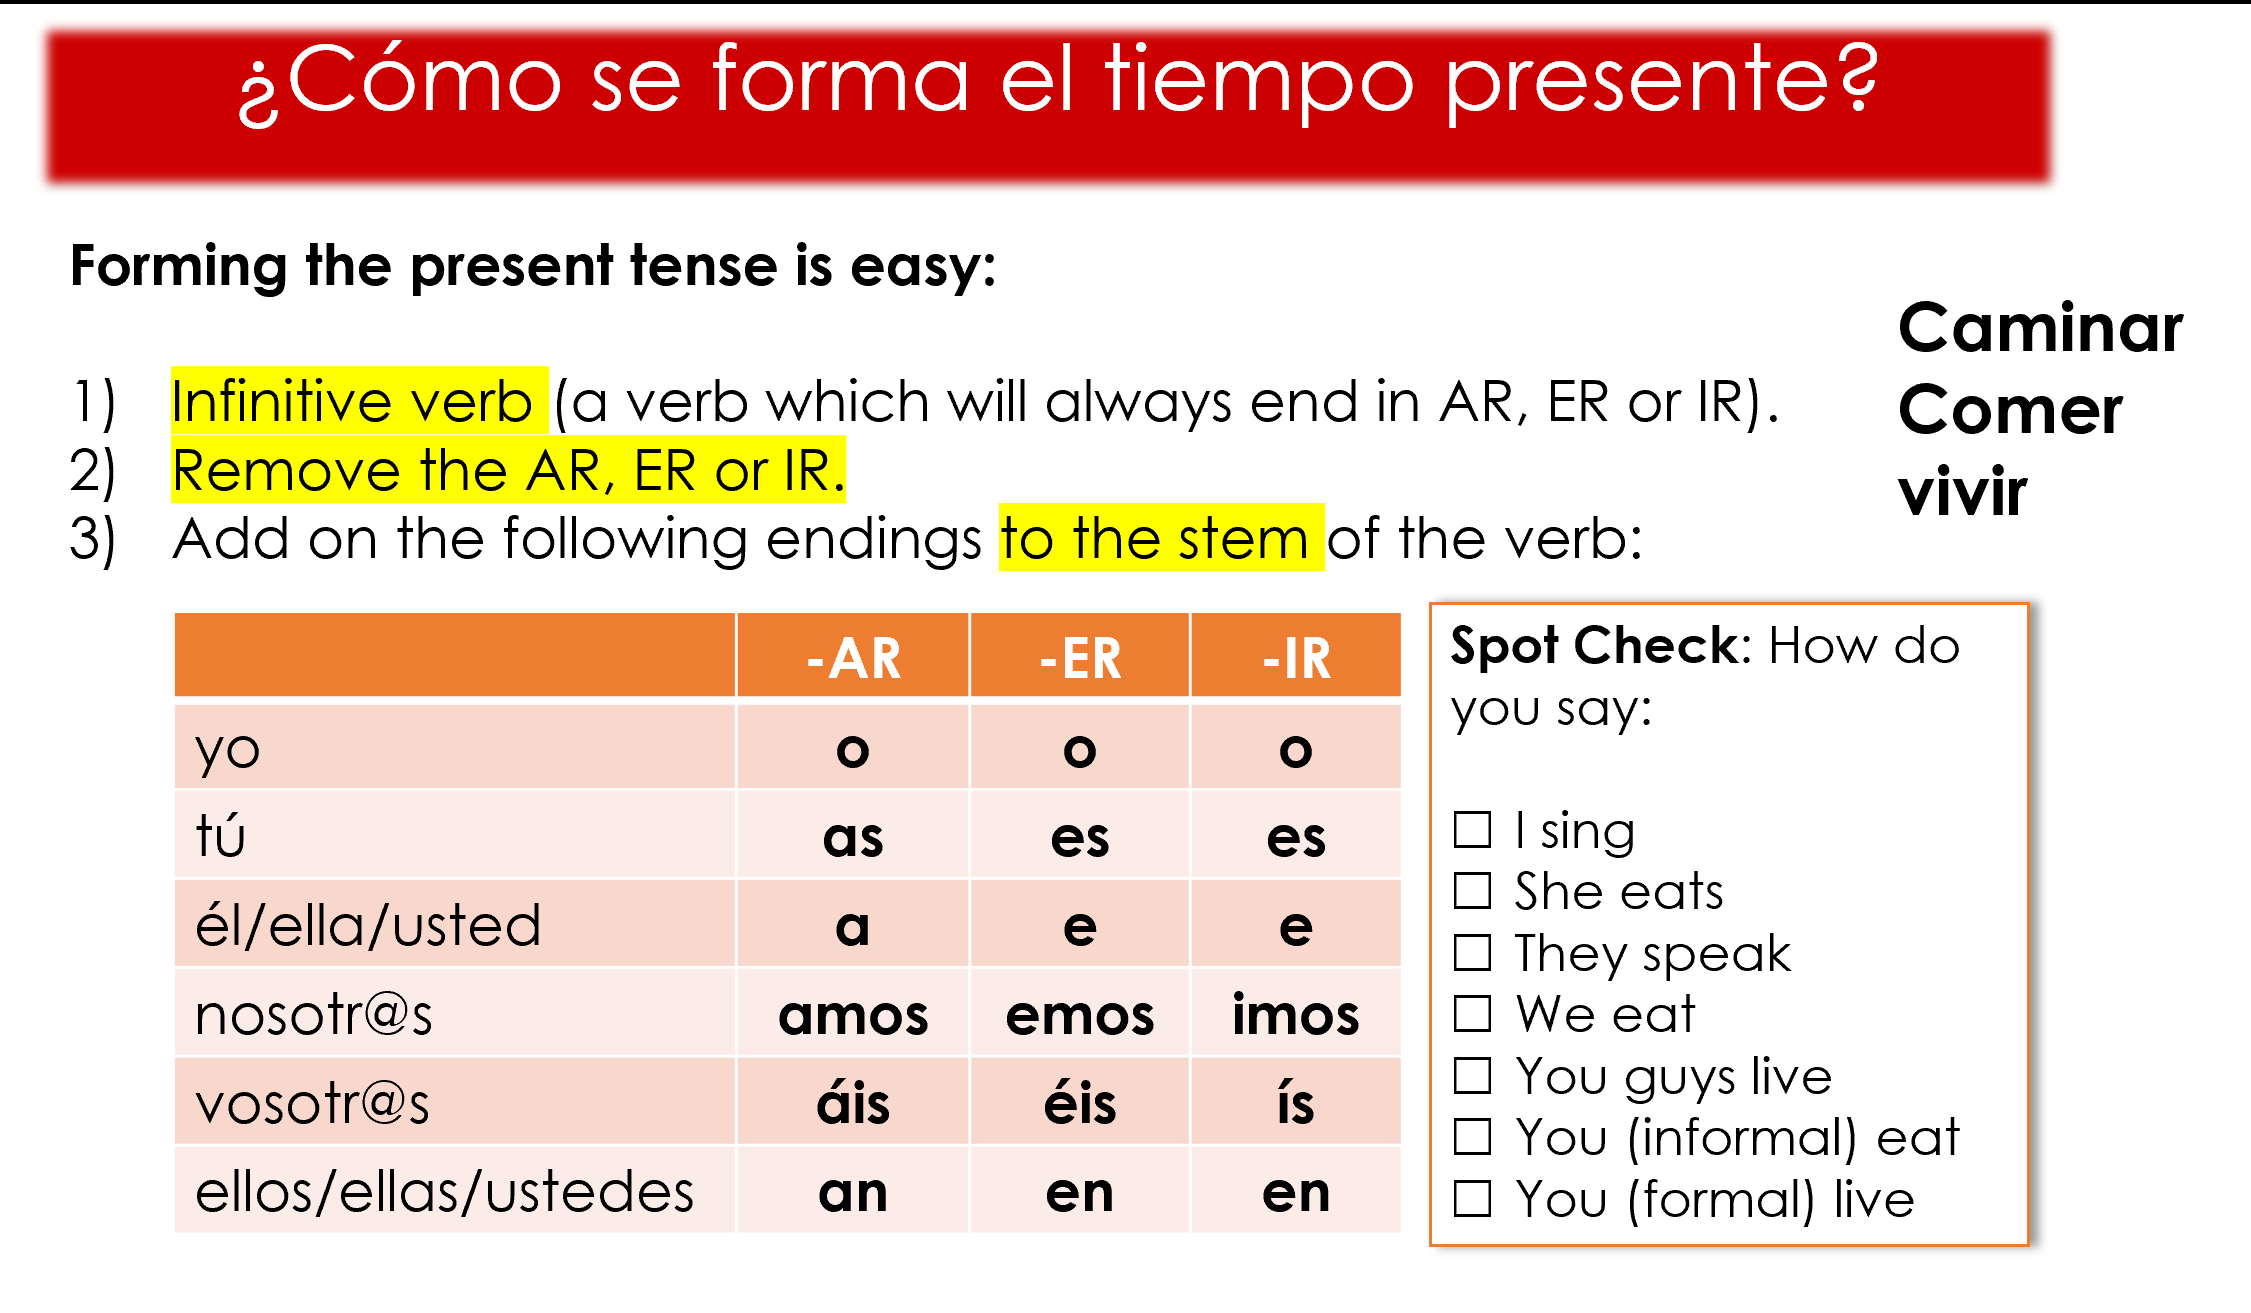 ¿Cómo se forma el tiempo presente?
Forming the present tense is easy:
1) Infinitive verb (a verb which will always end in AR, ER or IR).
2) Remove the AR, ER or IR.
3) Add on the following endings to the stem of the verb:
Caminar
Comer
vivir
-AR -ER -IR
yo o o o
tú as es es
él/ella/usted a e e
nosotr@s amos emos imos
vosotr@s áis éis ís
ellos/ellas/ustedes an en en
Spot Check: How do
you say:
☐ I sing
☐ She eats
☐ They speak
☐ We eat
☐ You guys live
☐ You (informal) eat
☐ You (formal) live